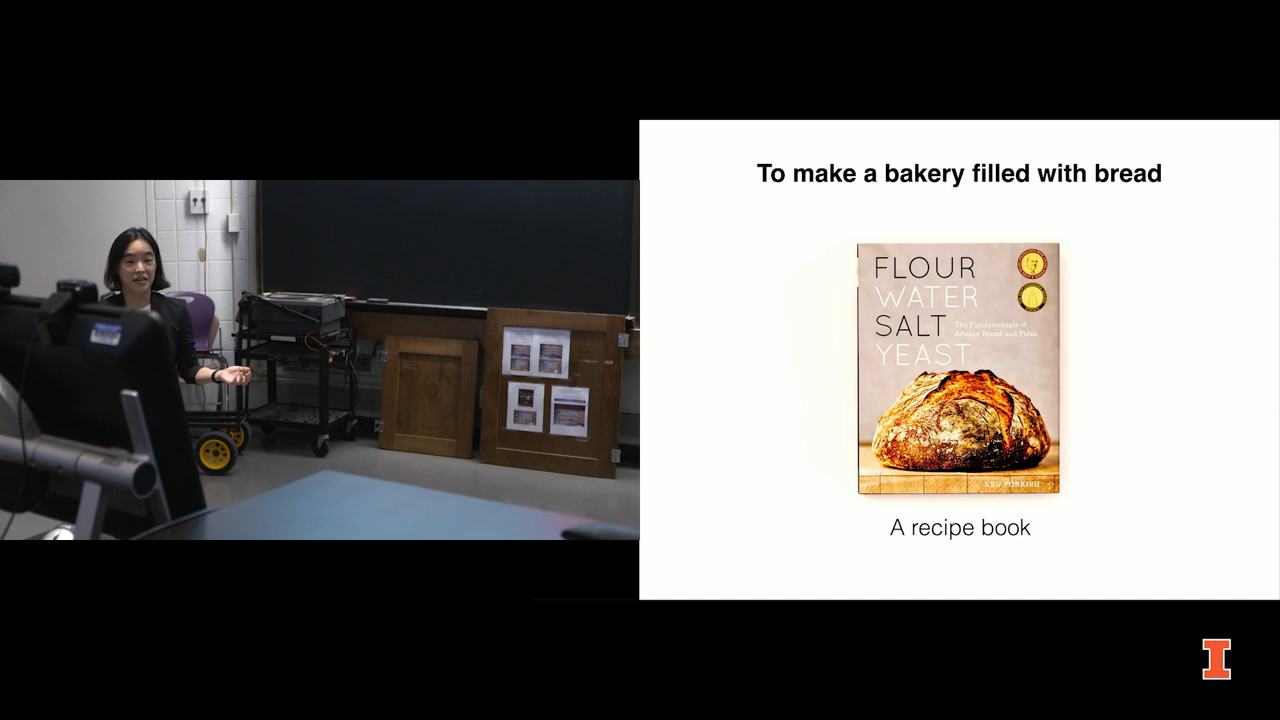 To make a bakery filled with bread
FLOUR
WATER
SALT
The Fundamentals of
Artisan Bread and Pizza
YEAST
KEN FORKISH
A recipe book
I